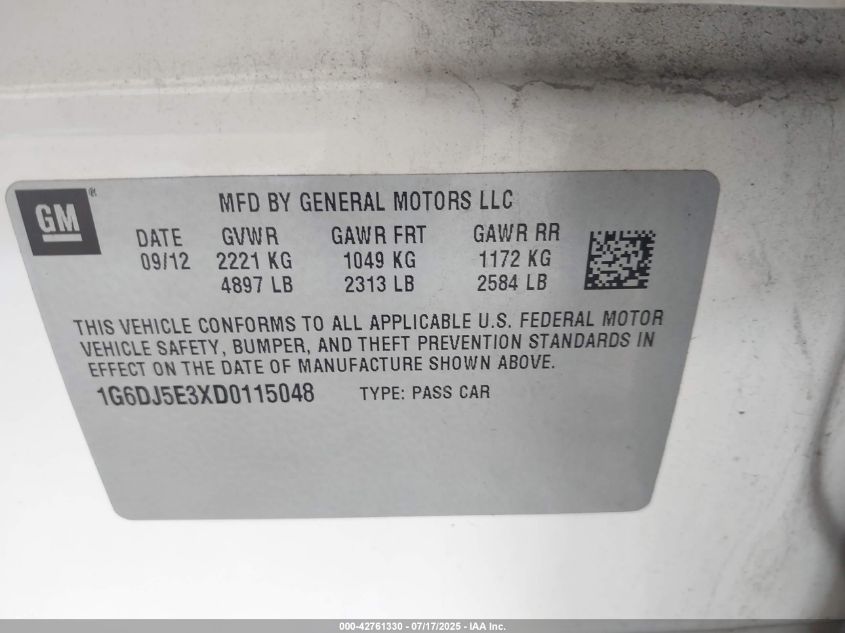 GM®
MFD BY GENERAL MOTORS LLC
DATE GVWR GAWR FRT GAWR RR
09/12 2221 KG 1049 KG 1172 KG
4897 LB 2313 LB 2584 LB
THIS VEHICLE CONFORMS TO ALL APPLICABLE U.S. FEDERAL MOTOR
VEHICLE SAFETY, BUMPER, AND THEFT PREVENTION STANDARDS IN
EFFECT ON THE DATE OF MANUFACTURE SHOWN ABOVE.
1G6DJ5E3XD0115048 TYPE: PASS CAR
000-42761330 - 07/17/2025 - IAA Inc.